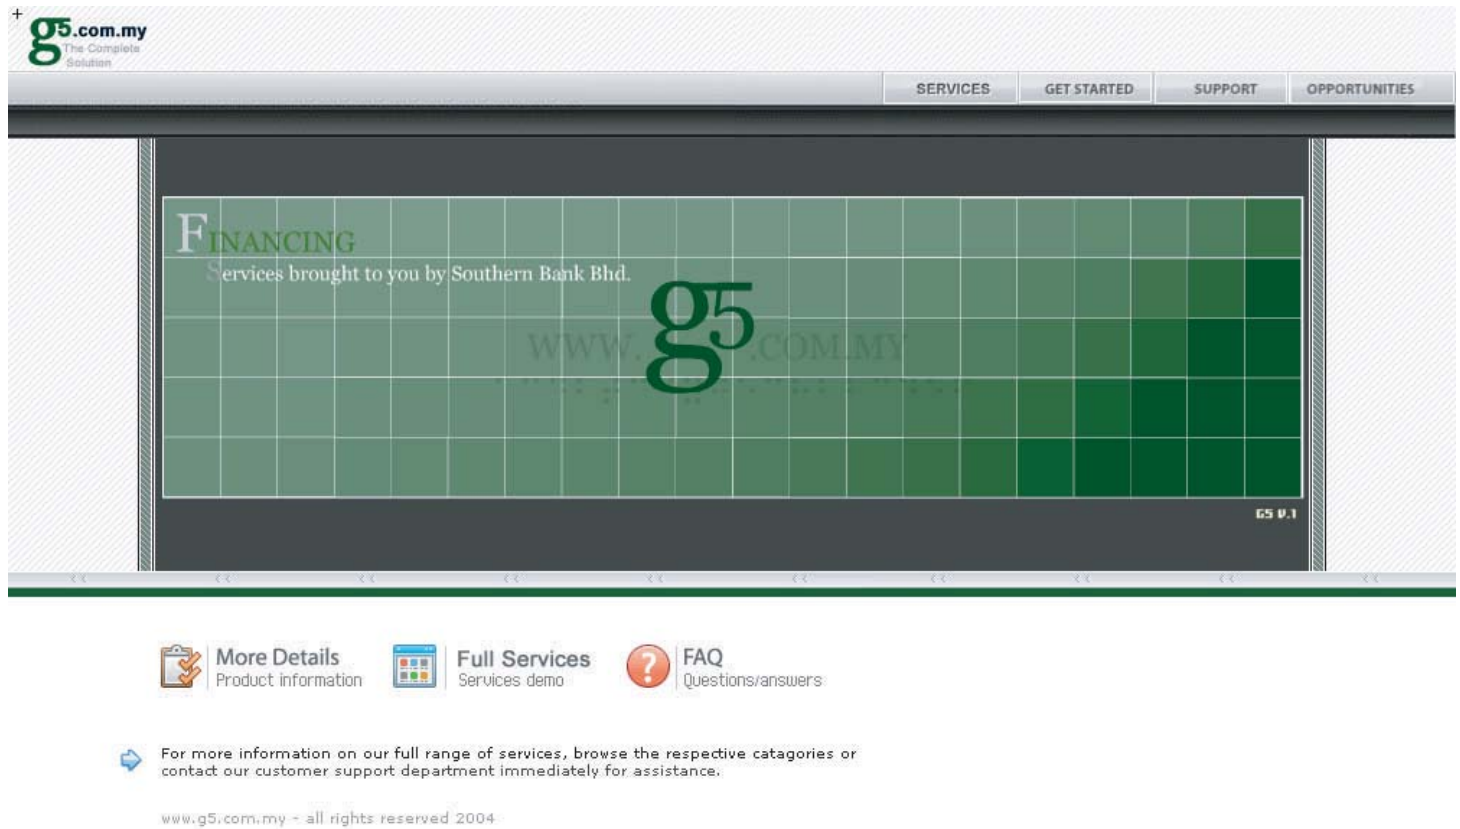 +
g5.com.my
The Complete
Solution
SERVICES GET STARTED SUPPORT OPPORTUNITIES
FINANCING
Services brought to you by Southern Bank Bhd.
WWW.g5.COM.MY
G5 V.1
More Details
Product information
Full Services
Services demo
FAQ
Questions/answers
For more information on our full range of services, browse the respective catagories or
contact our customer support department immediately for assistance.
www.g5.com.my - all rights reserved 2004